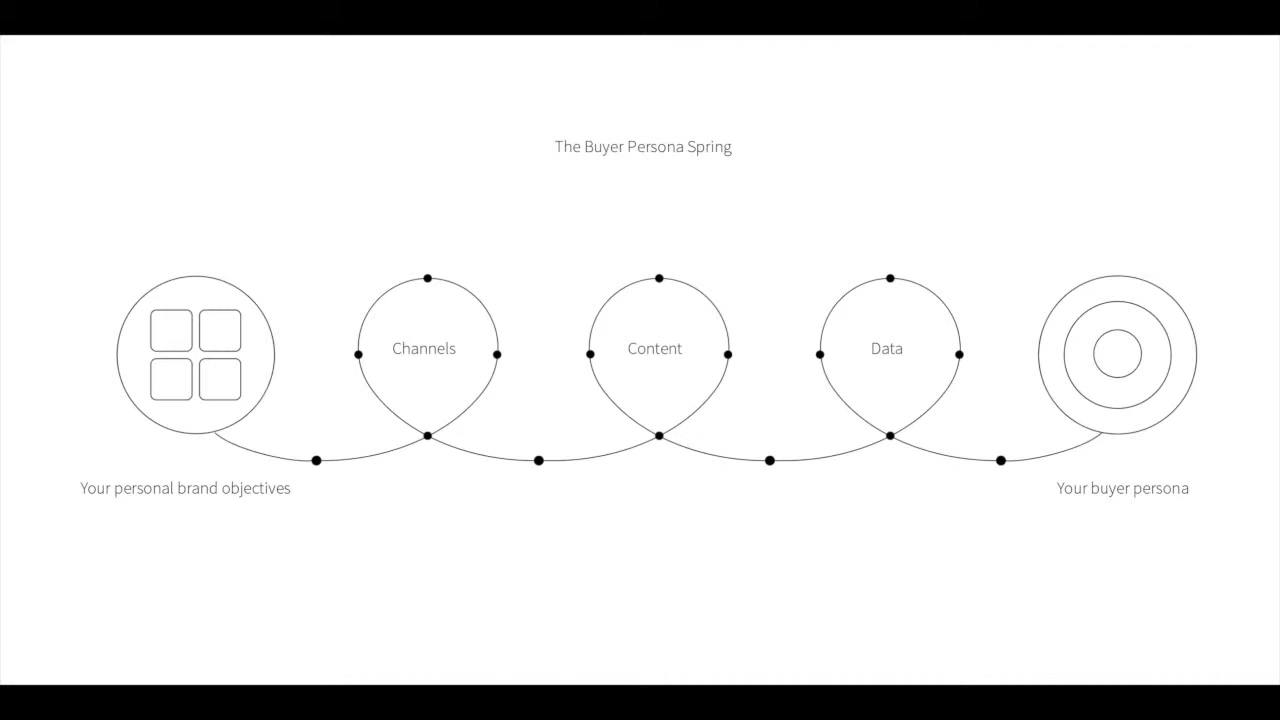 The Buyer Persona Spring
Channels
Content
Data
Your personal brand objectives
Your buyer persona